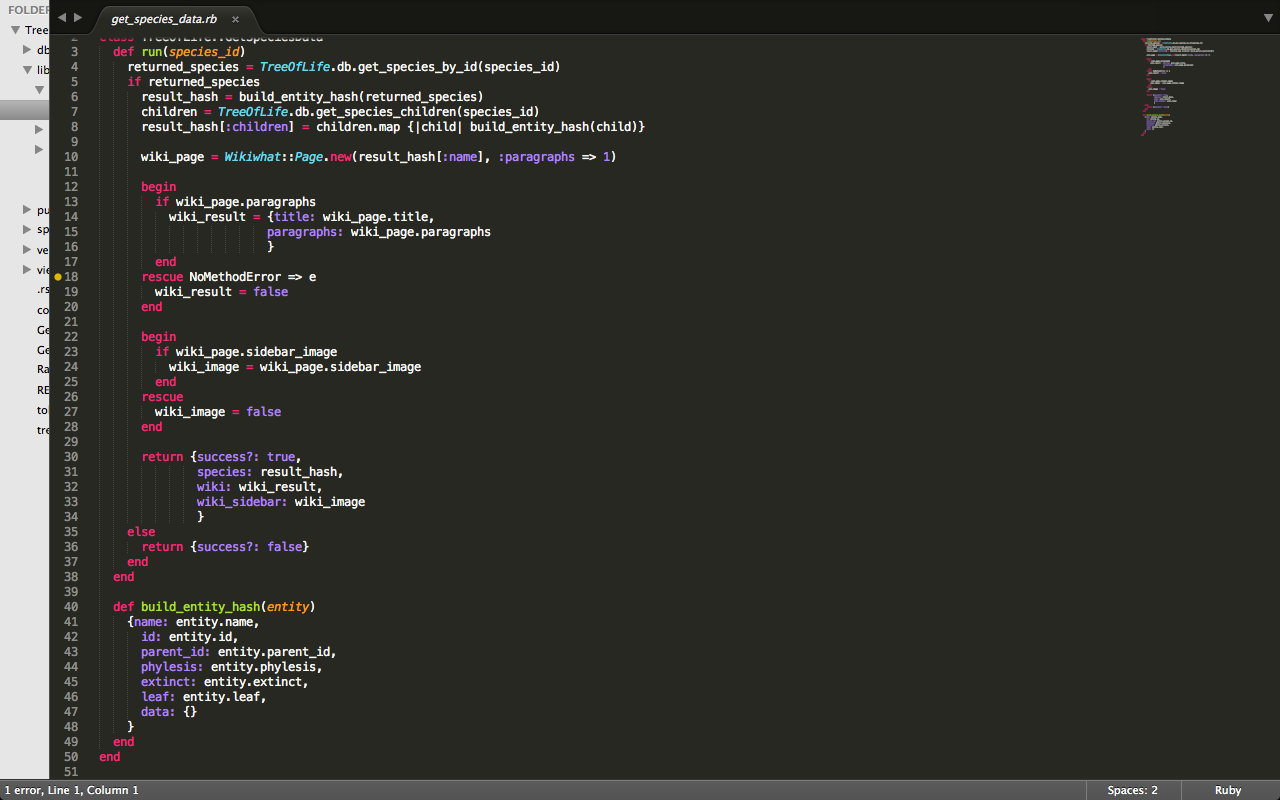 FOLDER
get_species_data.rb ×
Tree
db
lib
pu
sp
ve
vie
.rs
co
Ge
Ge
Ra
RE
tol
tre
2 class TreeOfLife::GetSpeciesData
3 def run(species_id)
4 returned_species = TreeOfLife.db.get_species_by_id(species_id)
5 if returned_species
6 result_hash = build_entity_hash(returned_species)
7 children = TreeOfLife.db.get_species_children(species_id)
8 result_hash[:children] = children.map {|child| build_entity_hash(child)}
9
10 wiki_page = Wikiwhat::Page.new(result_hash[:name], :paragraphs => 1)
11
12 begin
13 if wiki_page.paragraphs
14 wiki_result = {title: wiki_page.title,
15 paragraphs: wiki_page.paragraphs
16 }
17 end
18 rescue NoMethodError => e
19 wiki_result = false
20 end
21
22 begin
23 if wiki_page.sidebar_image
24 wiki_image = wiki_page.sidebar_image
25 end
26 rescue
27 wiki_image = false
28 end
29
30 return {success?: true,
31 species: result_hash,
32 wiki: wiki_result,
33 wiki_sidebar: wiki_image
34 }
35 else
36 return {success?: false}
37 end
38 end
39
40 def build_entity_hash(entity)
41 {name: entity.name,
42 id: entity.id,
43 parent_id: entity.parent_id,
44 phylesis: entity.phylesis,
45 extinct: entity.extinct,
46 leaf: entity.leaf,
47 data: {}
48 }
49 end
50 end
51
1 error, Line 1, Column 1
Spaces: 2
Ruby